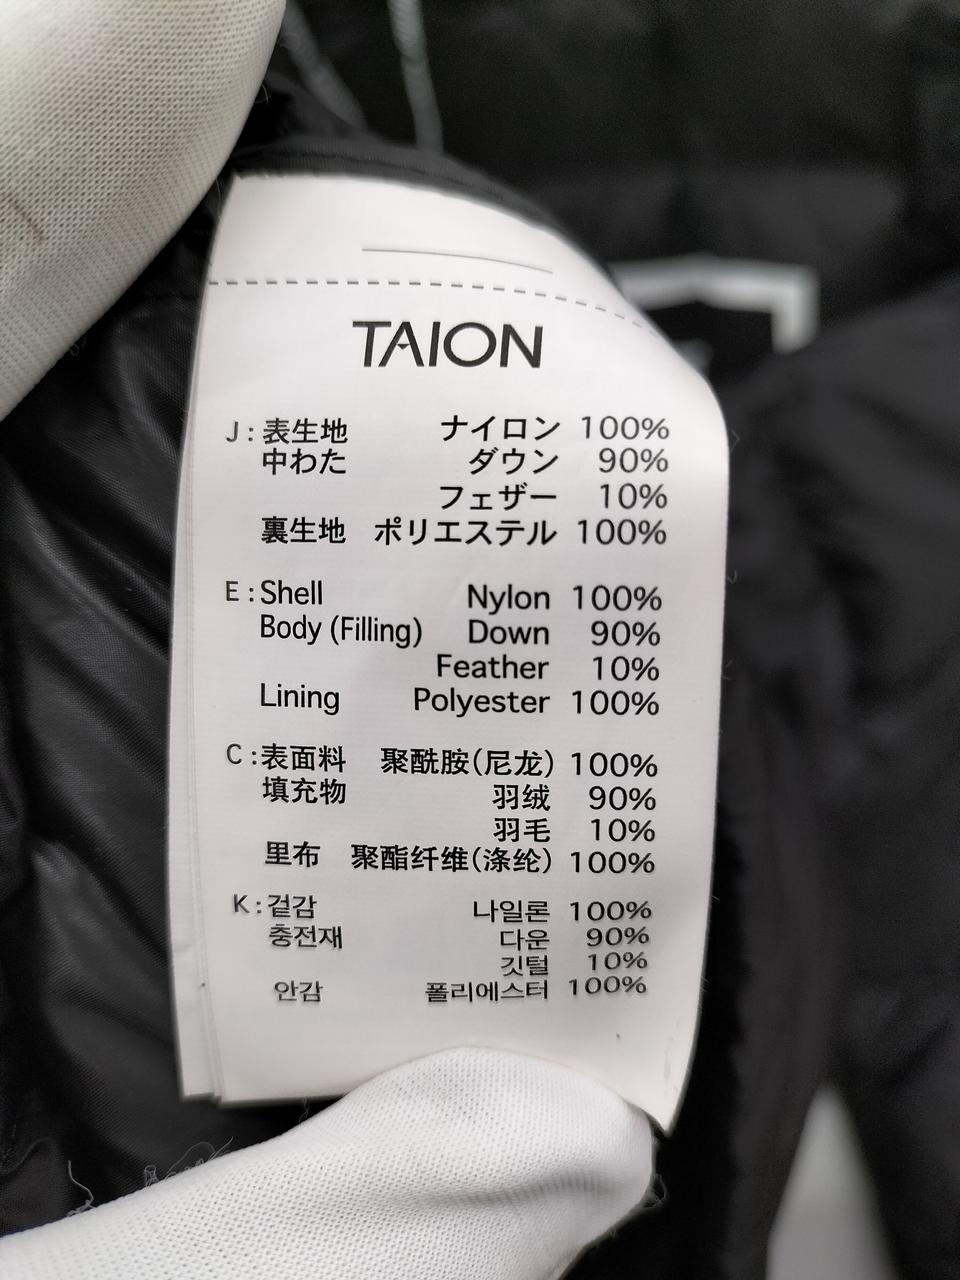 TAION
J : 表生地 ナイロン 100%
中わた ダウン 90%
フェザー 10%
裏生地 ポリエステル 100%
E : Shell Nylon 100%
Body (Filling) Down 90%
Feather 10%
Lining Polyester 100%
C : 表面料 聚酰胺(尼龙) 100%
填充物 羽绒 90%
羽毛 10%
里布 聚酯纤维(涤纶) 100%
K : 겉감 나일론 100%
충전재 다운 90%
깃털 10%
안감 폴리에스터 100%